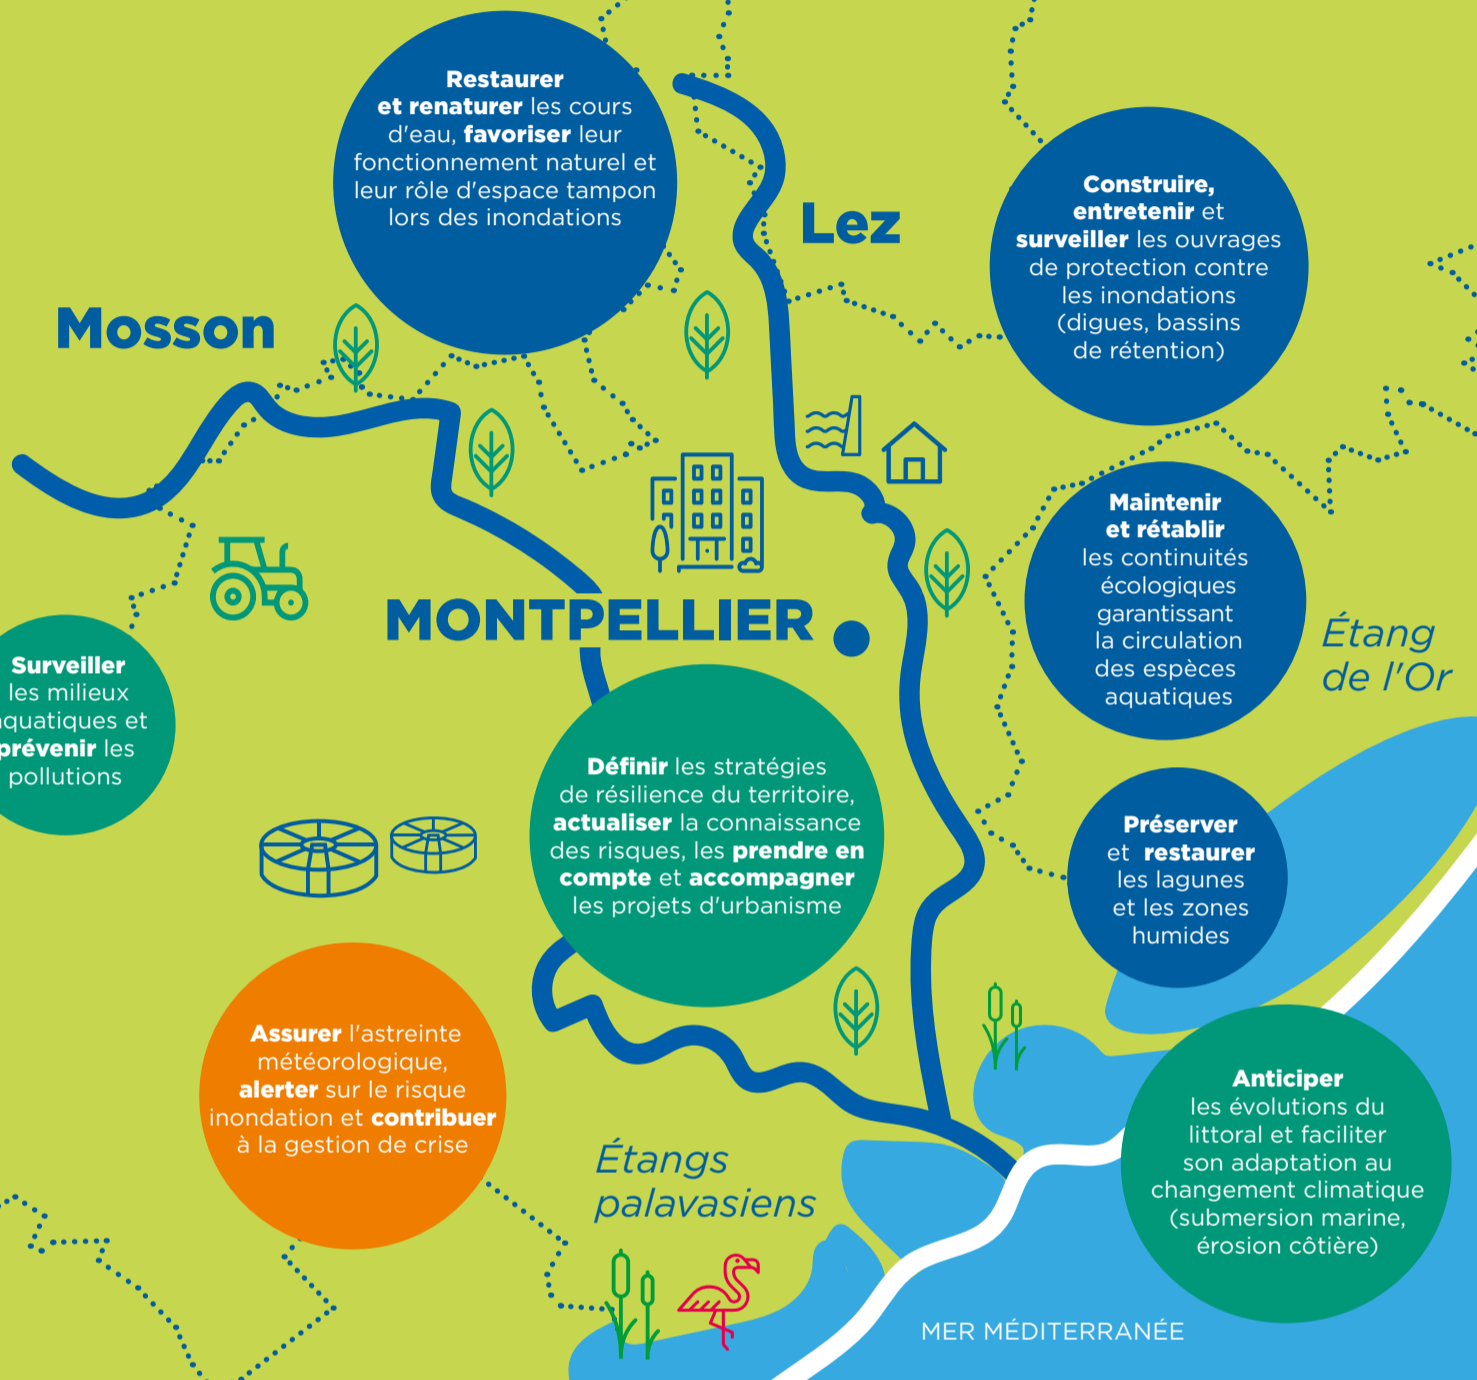 Restaurer
et renaturer les cours
d'eau, favoriser leur
fonctionnement naturel et
leur rôle d'espace tampon
lors des inondations
Lez
Construire,
entretenir et
surveiller les ouvrages
de protection contre
les inondations
(digues, bassins
de rétention)
Mosson
Maintenir
et rétablir
les continuités
écologiques
garantissant
la circulation
des espèces
aquatiques
MONTPELLIER
Étang
de l'Or
Surveiller
les milieux
aquatiques et
prévenir les
pollutions
Définir les stratégies
de résilience du territoire,
actualiser la connaissance
des risques, les prendre en
compte et accompagner
les projets d'urbanisme
Préserver
et restaurer
les lagunes
et les zones
humides
Assurer l'astreinte
météorologique,
alerter sur le risque
inondation et contribuer
à la gestion de crise
Anticiper
les évolutions du
littoral et faciliter
son adaptation au
changement climatique
(submersion marine,
érosion côtière)
Étangs
palavasiens
MER MÉDITERRANÉE